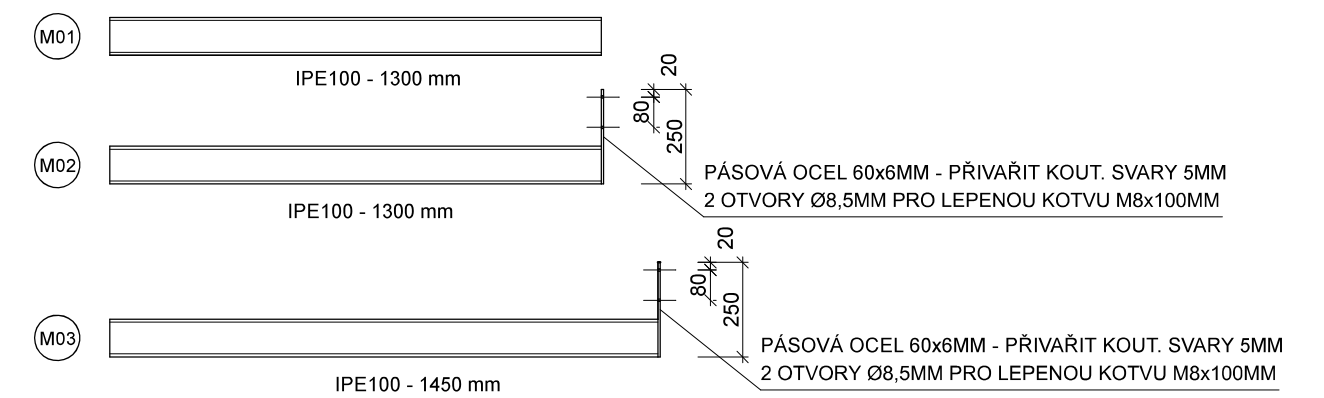 M01
IPE100 - 1300 mm
20
80
250
M02
PÁSOVÁ OCEL 60x6MM - PŘIVAŘIT KOUT. SVARY 5MM
2 OTVORY Ø8,5MM PRO LEPENOU KOTVU M8x100MM
IPE100 - 1300 mm
20
80
250
M03
PÁSOVÁ OCEL 60x6MM - PŘIVAŘIT KOUT. SVARY 5MM
2 OTVORY Ø8,5MM PRO LEPENOU KOTVU M8x100MM
IPE100 - 1450 mm